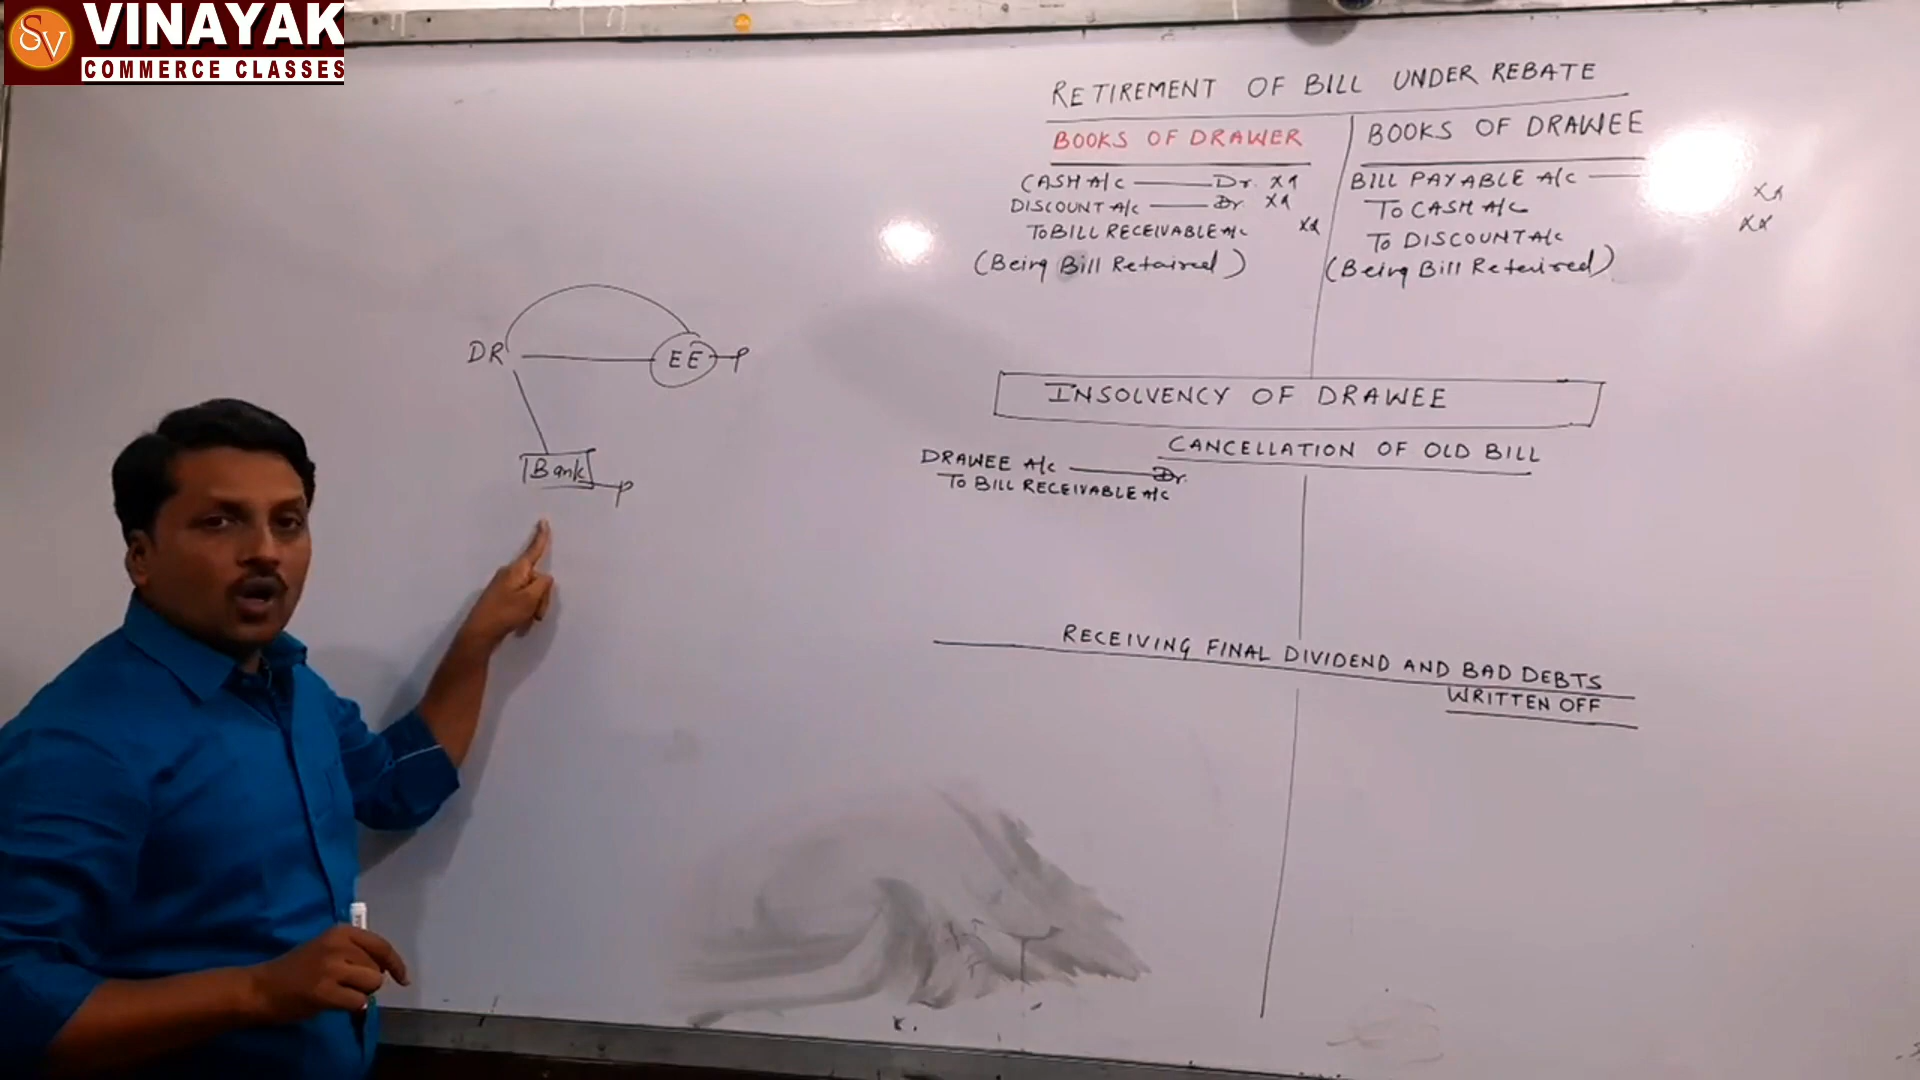 SV
VINAYAK
COMMERCE CLASSES
RETIREMENT OF BILL UNDER REBATE
BOOKS OF DRAWER
CASH A/c ——— Dr. XX
DISCOUNT A/c ——— Dr. XX
TO BILL RECEIVABLE A/c XX
(Being Bill Retaired)
BOOKS OF DRAWEE
BILL PAYABLE A/c ———
TO CASH A/c XX
TO DISCOUNT A/c XX
(Being Bill Reteired)
DR
EE P
Bank
P
INSOLVENCY OF DRAWEE
CANCELLATION OF OLD BILL
DRAWEE A/c ——— Dr.
TO BILL RECEIVABLE A/c
RECEIVING FINAL DIVIDEND AND BAD DEBTS
WRITTEN OFF